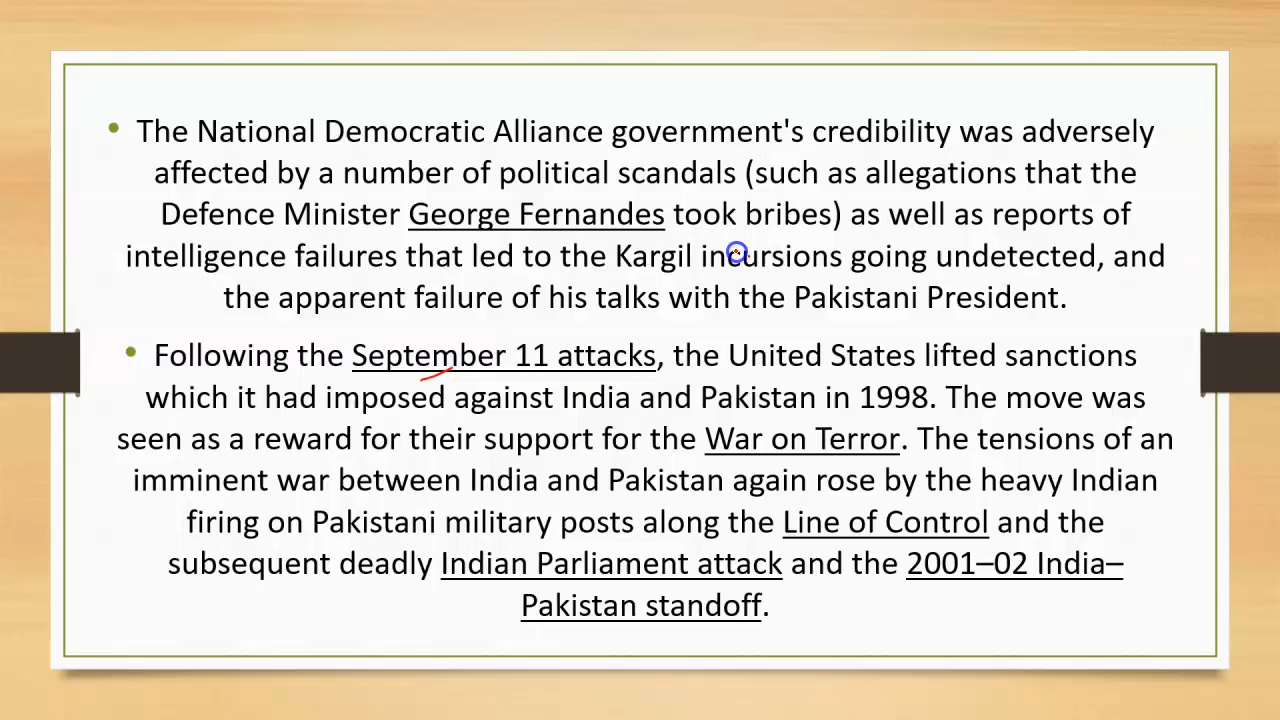 • The National Democratic Alliance government's credibility was adversely
affected by a number of political scandals (such as allegations that the
Defence Minister George Fernandes took bribes) as well as reports of
intelligence failures that led to the Kargil incursions going undetected, and
the apparent failure of his talks with the Pakistani President.
• Following the September 11 attacks, the United States lifted sanctions
which it had imposed against India and Pakistan in 1998. The move was
seen as a reward for their support for the War on Terror. The tensions of an
imminent war between India and Pakistan again rose by the heavy Indian
firing on Pakistani military posts along the Line of Control and the
subsequent deadly Indian Parliament attack and the 2001–02 India–
Pakistan standoff.